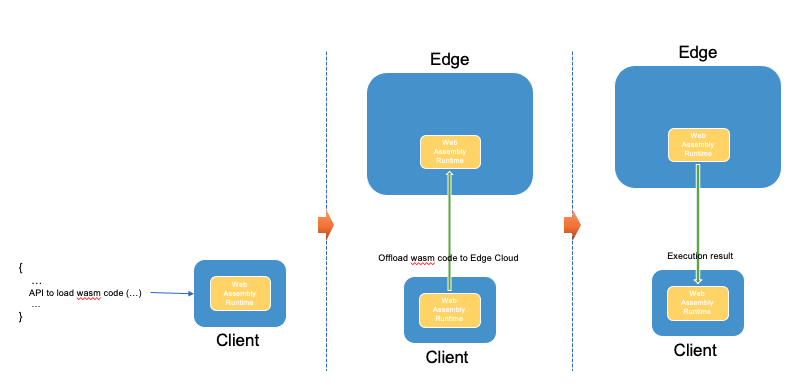 {
...
API to load wasm code (...)
...
}
Web
Assembly
Runtime
Client
Edge
Web
Assembly
Runtime
Offload wasm code to Edge Cloud
Web
Assembly
Runtime
Client
Edge
Web
Assembly
Runtime
Execution result
Web
Assembly
Runtime
Client